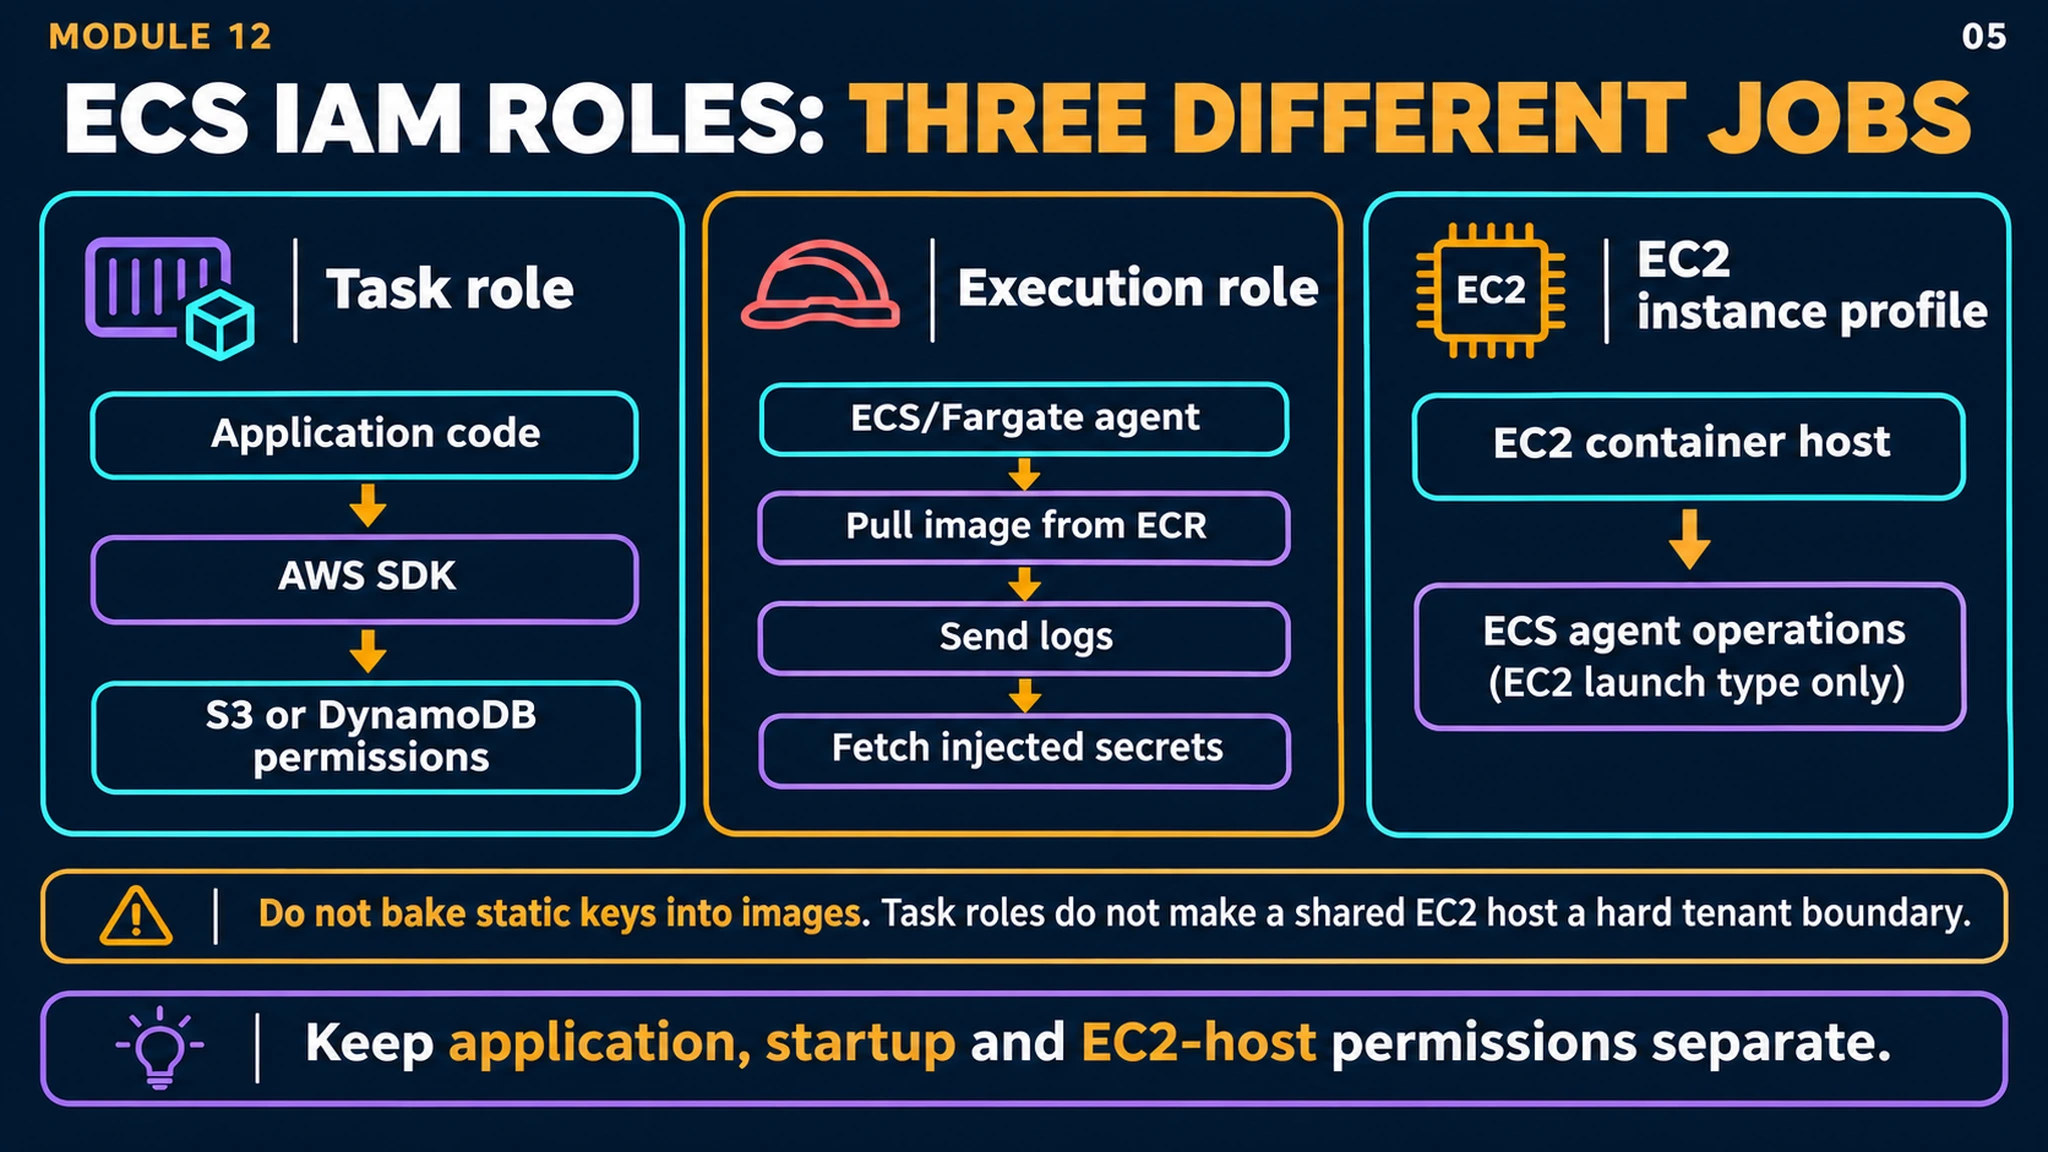 MODULE 12
05
ECS IAM ROLES: THREE DIFFERENT JOBS
Task role
Application code
AWS SDK
S3 or DynamoDB
permissions
Execution role
ECS/Fargate agent
Pull image from ECR
Send logs
Fetch injected secrets
EC2
EC2
instance profile
EC2 container host
ECS agent operations
(EC2 launch type only)
Do not bake static keys into images. Task roles do not make a shared EC2 host a hard tenant boundary.
Keep application, startup and EC2-host permissions separate.